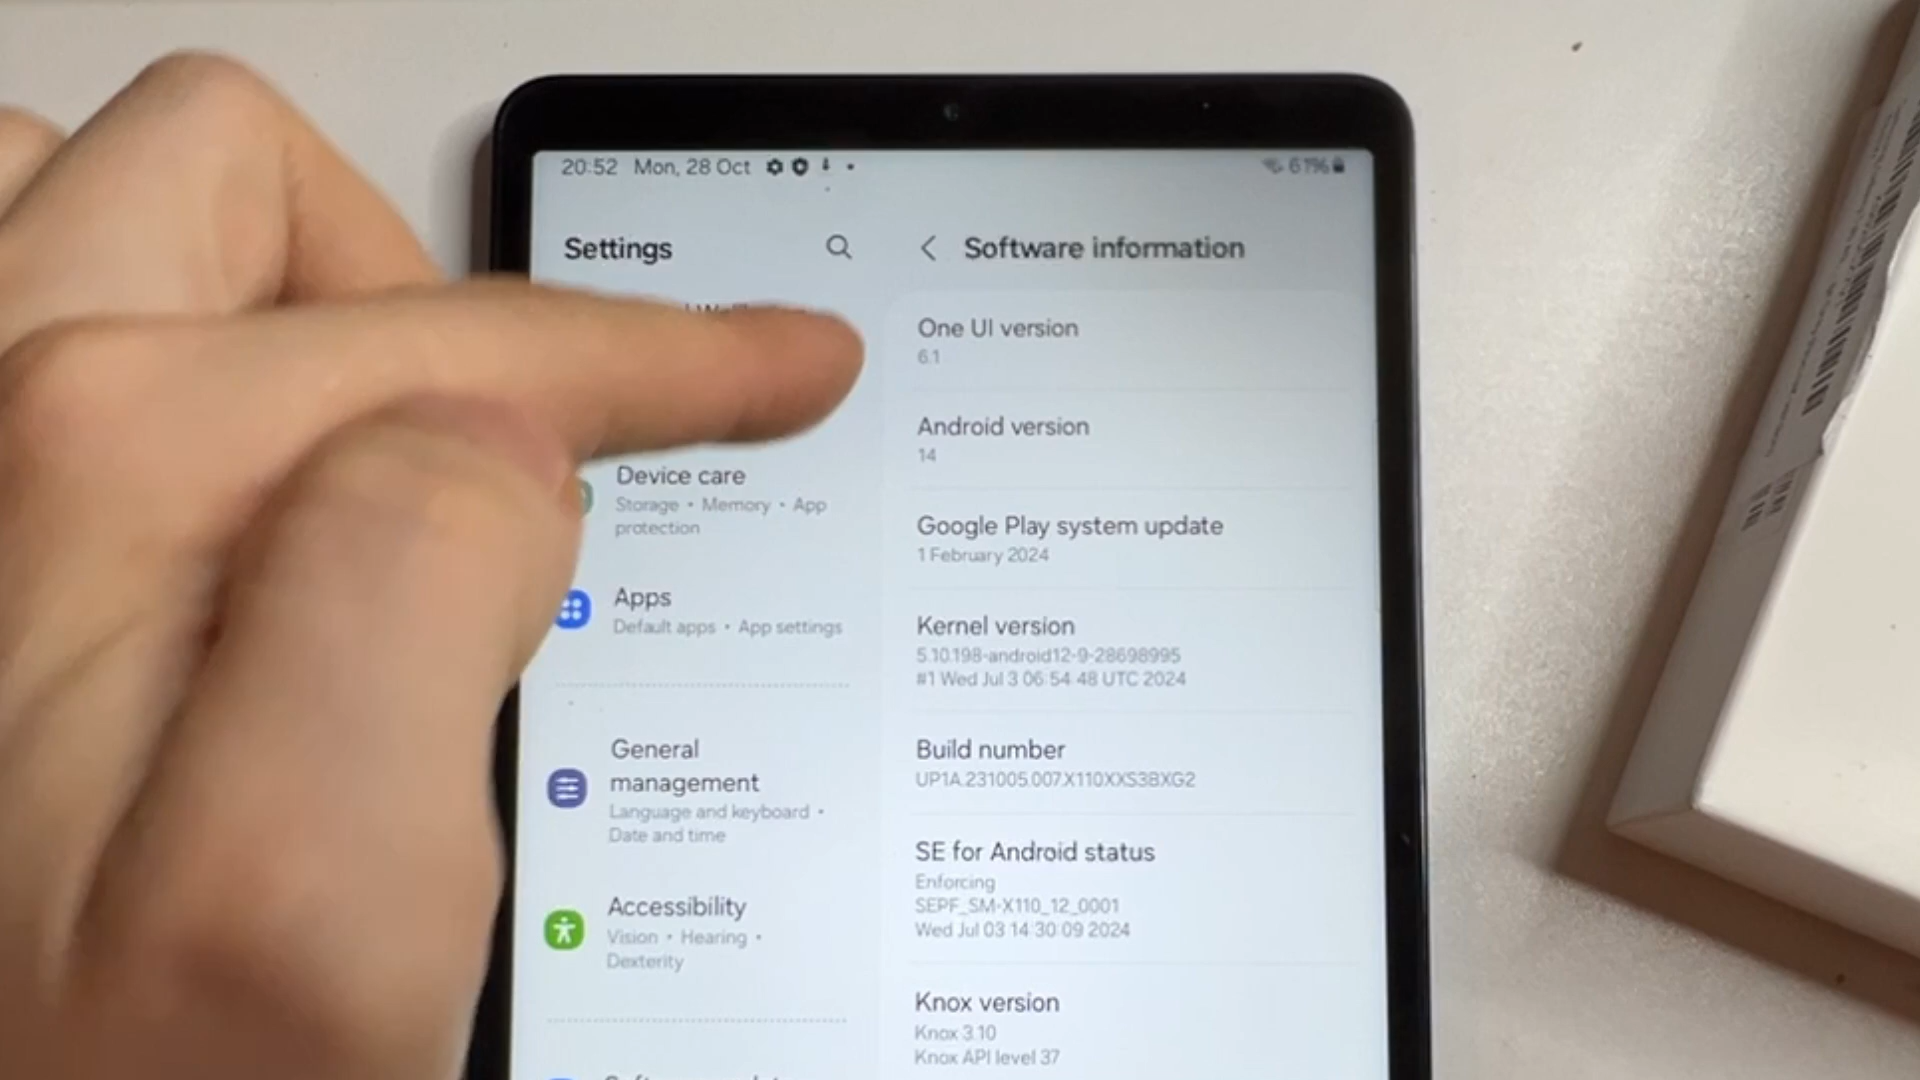 20:52 Mon, 28 Oct
61%
Settings
Device care
Storage • Memory • App
protection
Apps
Default apps • App settings
General
management
Language and keyboard •
Date and time
Accessibility
Vision • Hearing •
Dexterity
Software information
One UI version
6.1
Android version
14
Google Play system update
1 February 2024
Kernel version
5.10.198-android12-9-28698995
#1 Wed Jul 3 06:54:48 UTC 2024
Build number
UP1A.231005.007.X110XXS3BXG2
SE for Android status
Enforcing
SEPF_SM-X110_12_0001
Wed Jul 03 14:30:09 2024
Knox version
Knox 3.10
Knox API level 37